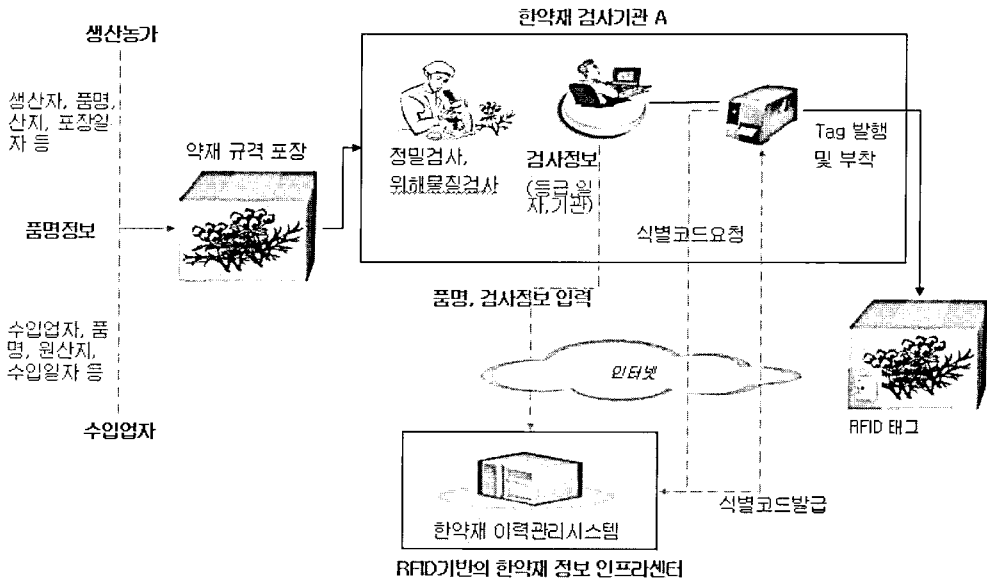 한약재 검사기관 A
생산농가
생산자, 품명,
산지, 포장일
자 등
약재 규격 포장
정밀검사,
위해물질검사
검사정보
(등급,일
자,기관)
Tag 발행
및 부착
식별코드요청
품명정보
품명, 검사정보 입력
수입업자, 품
명, 원산지,
수입일자 등
인터넷
수입업자
RFID 태그
식별코드발급
한약재 이력관리시스템
RFID기반의 한약재 정보 인프라센터